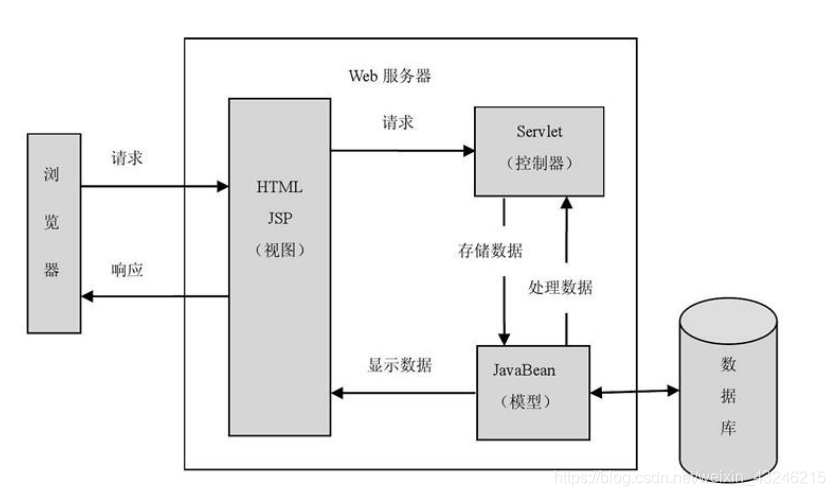 Web 服务器
请求
Servlet
（控制器）
浏览器
请求
HTML
JSP
（视图）
存储数据
响应
处理数据
显示数据
JavaBean
（模型）
数据库
https://blog.csdn.net/weixin_43246215